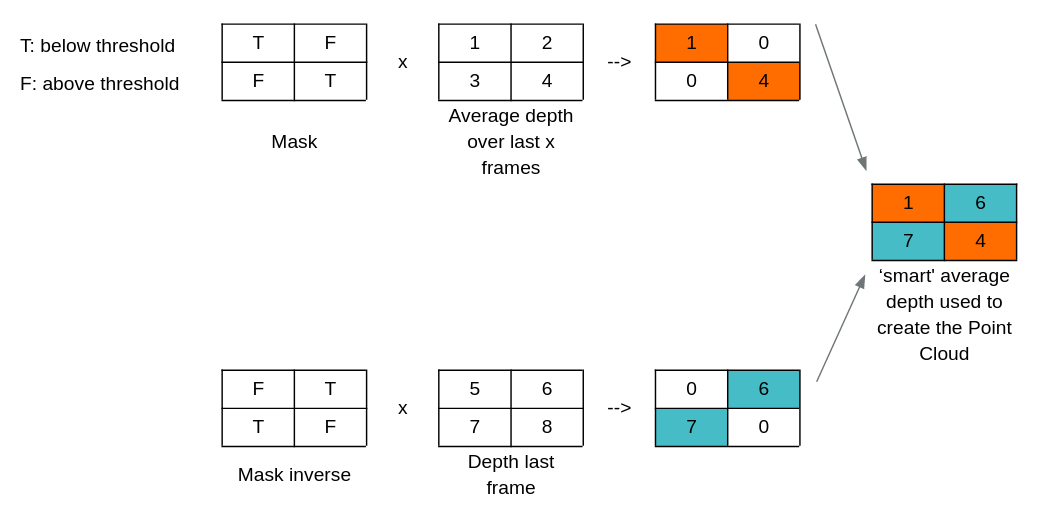 T: below threshold
F: above threshold
T F
F T
Mask
x
1 2
3 4
Average depth
over last x
frames
-->
1 0
0 4
1 6
7 4
‘smart' average
depth used to
create the Point
Cloud
F T
T F
Mask inverse
x
5 6
7 8
Depth last
frame
-->
0 6
7 0